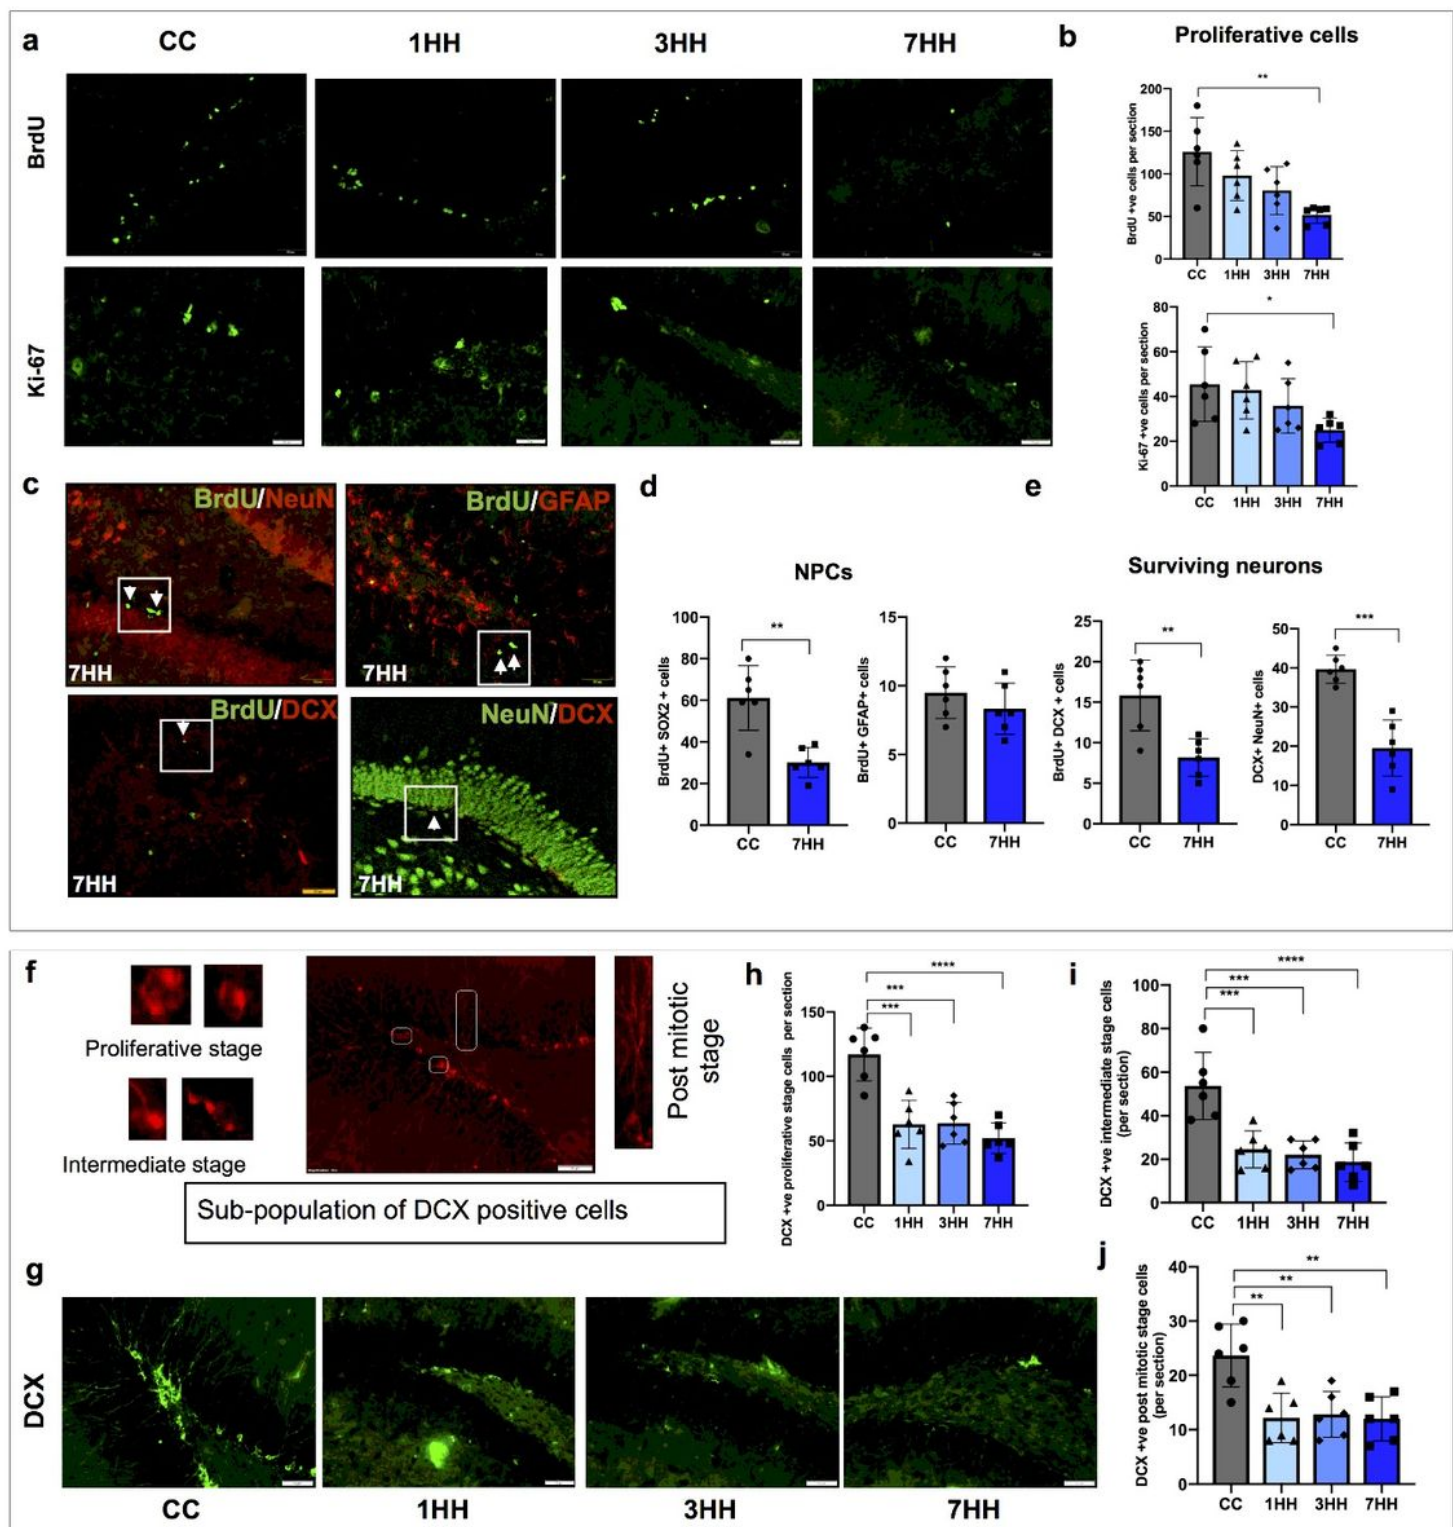 a
CC
1HH
3HH
7HH
BrdU
Ki-67
b
Proliferative cells
BrdU +ve cells per section
200
150
100
50
0
**
CC 1HH 3HH 7HH
Ki-67 +ve cells per section
80
60
40
20
0
*
CC 1HH 3HH 7HH
c
BrdU/NeuN
7HH
BrdU/GFAP
7HH
BrdU/DCX
7HH
NeuN/DCX
7HH
d
NPCs
BrdU+ SOX2 + cells
100
80
60
40
20
0
**
CC 7HH
BrdU+ GFAP+ cells
15
10
5
0
CC 7HH
e
Surviving neurons
BrdU+ DCX + cells
25
20
15
10
5
0
**
CC 7HH
DCX+ NeuN+ cells
50
40
30
20
10
0
***
CC 7HH
f
Proliferative stage
Intermediate stage
Post mitotic
stage
Sub-population of DCX positive cells
g
DCX
CC
1HH
3HH
7HH
h
DCX +ve proliferative stage cells per section
150
100
50
0
****
***
***
CC 1HH 3HH 7HH
i
DCX +ve intermediate stage cells
(per section)
100
80
60
40
20
0
****
***
***
CC 1HH 3HH 7HH
j
DCX +ve post mitotic stage cells
(per section)
40
30
20
10
0
**
**
**
CC 1HH 3HH 7HH